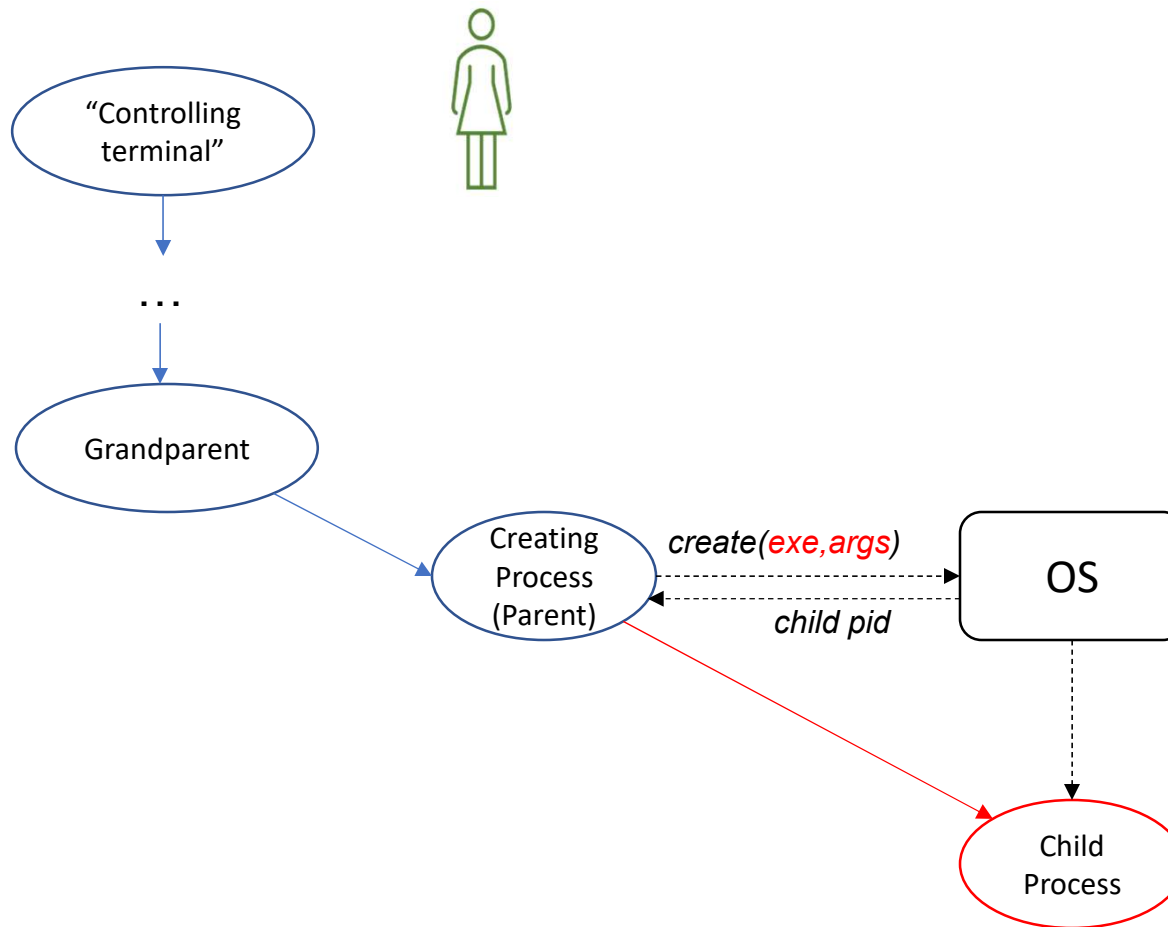 “Controlling
terminal”
...
Grandparent
Creating
Process
(Parent)
create(exe,args)
child pid
OS
Child
Process